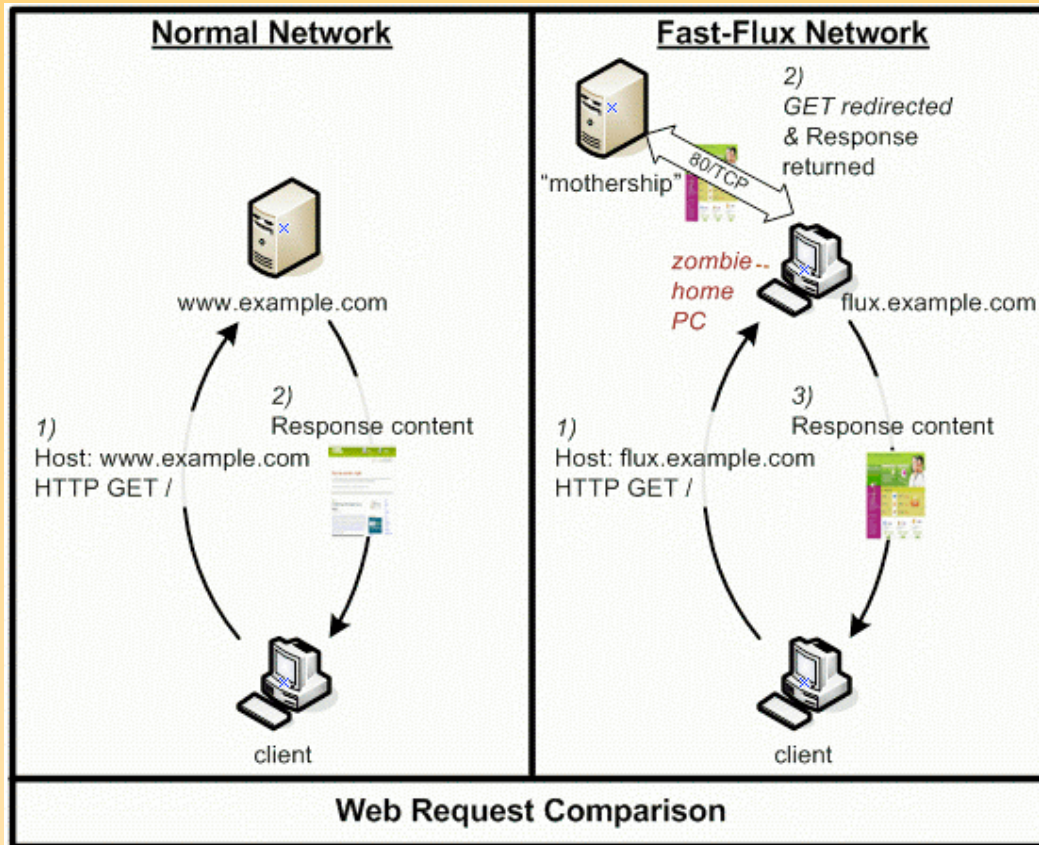 Normal Network
www.example.com
1)
Host: www.example.com
HTTP GET /
2)
Response content
client
Fast-Flux Network
"mothership"
80/TCP
2)
GET redirected
& Response
returned
zombie--
home
PC
flux.example.com
1)
Host: flux.example.com
HTTP GET /
3)
Response content
client
Web Request Comparison